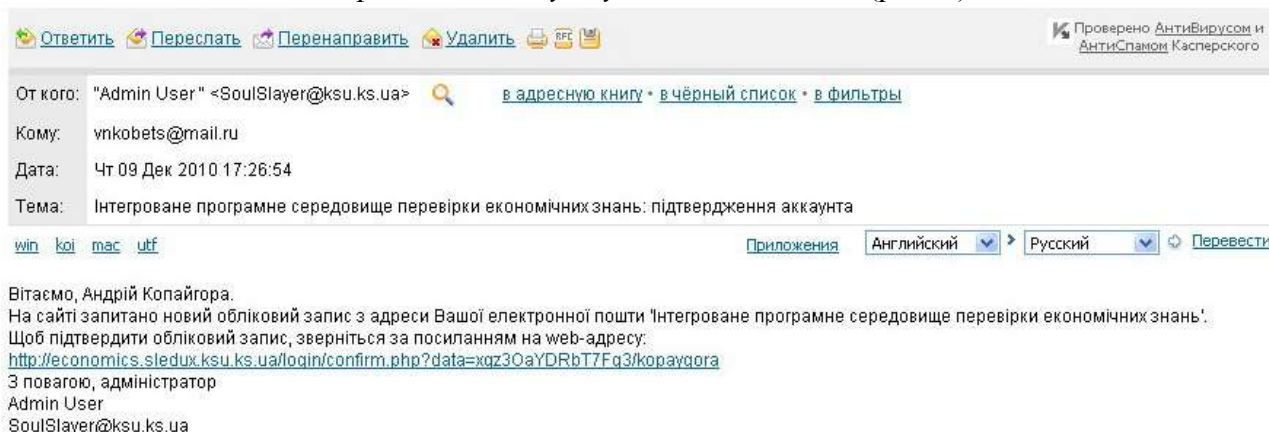 Ответить Переслать Перенаправить Удалить RFC Проверено АнтиВирусом и
АнтиСпамом Касперского
От кого: "Admin User" <SoulSlayer@ksu.ks.ua> в адресную книгу • в чёрный список • в фильтры
Кому: vnkobets@mail.ru
Дата: Чт 09 Дек 2010 17:26:54
Тема: Інтегроване програмне середовище перевірки економічних знань: підтвердження аккаунта
win koi mac utf Приложения Английский Русский Перевести
Вітаємо, Андрій Копайгора.
На сайті запитано новий обліковий запис з адреси Вашої електронної пошти 'Інтегроване програмне середовище перевірки економічних знань'.
Щоб підтвердити обліковий запис, зверніться за посиланням на web-адресу:
http://economics.sledux.ksu.ks.ua/login/confirm.php?data=xqz3OaYDRbT7Fq3/kopaygora
З повагою, адміністратор
Admin User
SoulSlayer@ksu.ks.ua